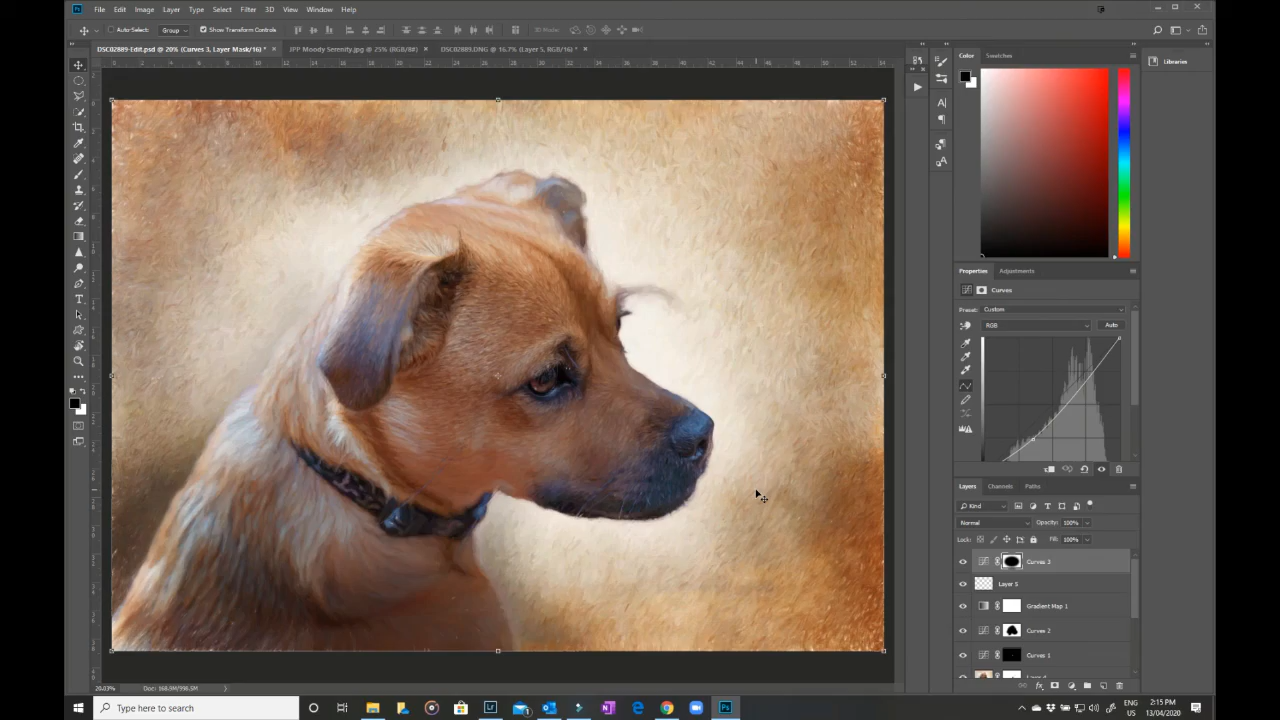 Ps File Edit Image Layer Type Select Filter 3D View Window Help
Auto-Select: Group Show Transform Controls 3D Mode:
DSC02889-Edit.psd @ 20% (Curves 3, Layer Mask/16) * × JPP Moody Serenity.jpg @ 25% (RGB/8#) × DSC02889.DNG @ 16.7% (Layer 5, RGB/16) * ×
Color Swatches
Libraries
Properties Adjustments
Curves
Preset: Custom
RGB Auto
Layers Channels Paths
Kind
Normal Opacity: 100%
Lock: Fill: 100%
Curves 3
Layer 5
Gradient Map 1
Curves 2
Curves 1
20.03% Doc: 168.9M/996.5M
Type here to search
ENG 2:15 PM
US 13/04/2020